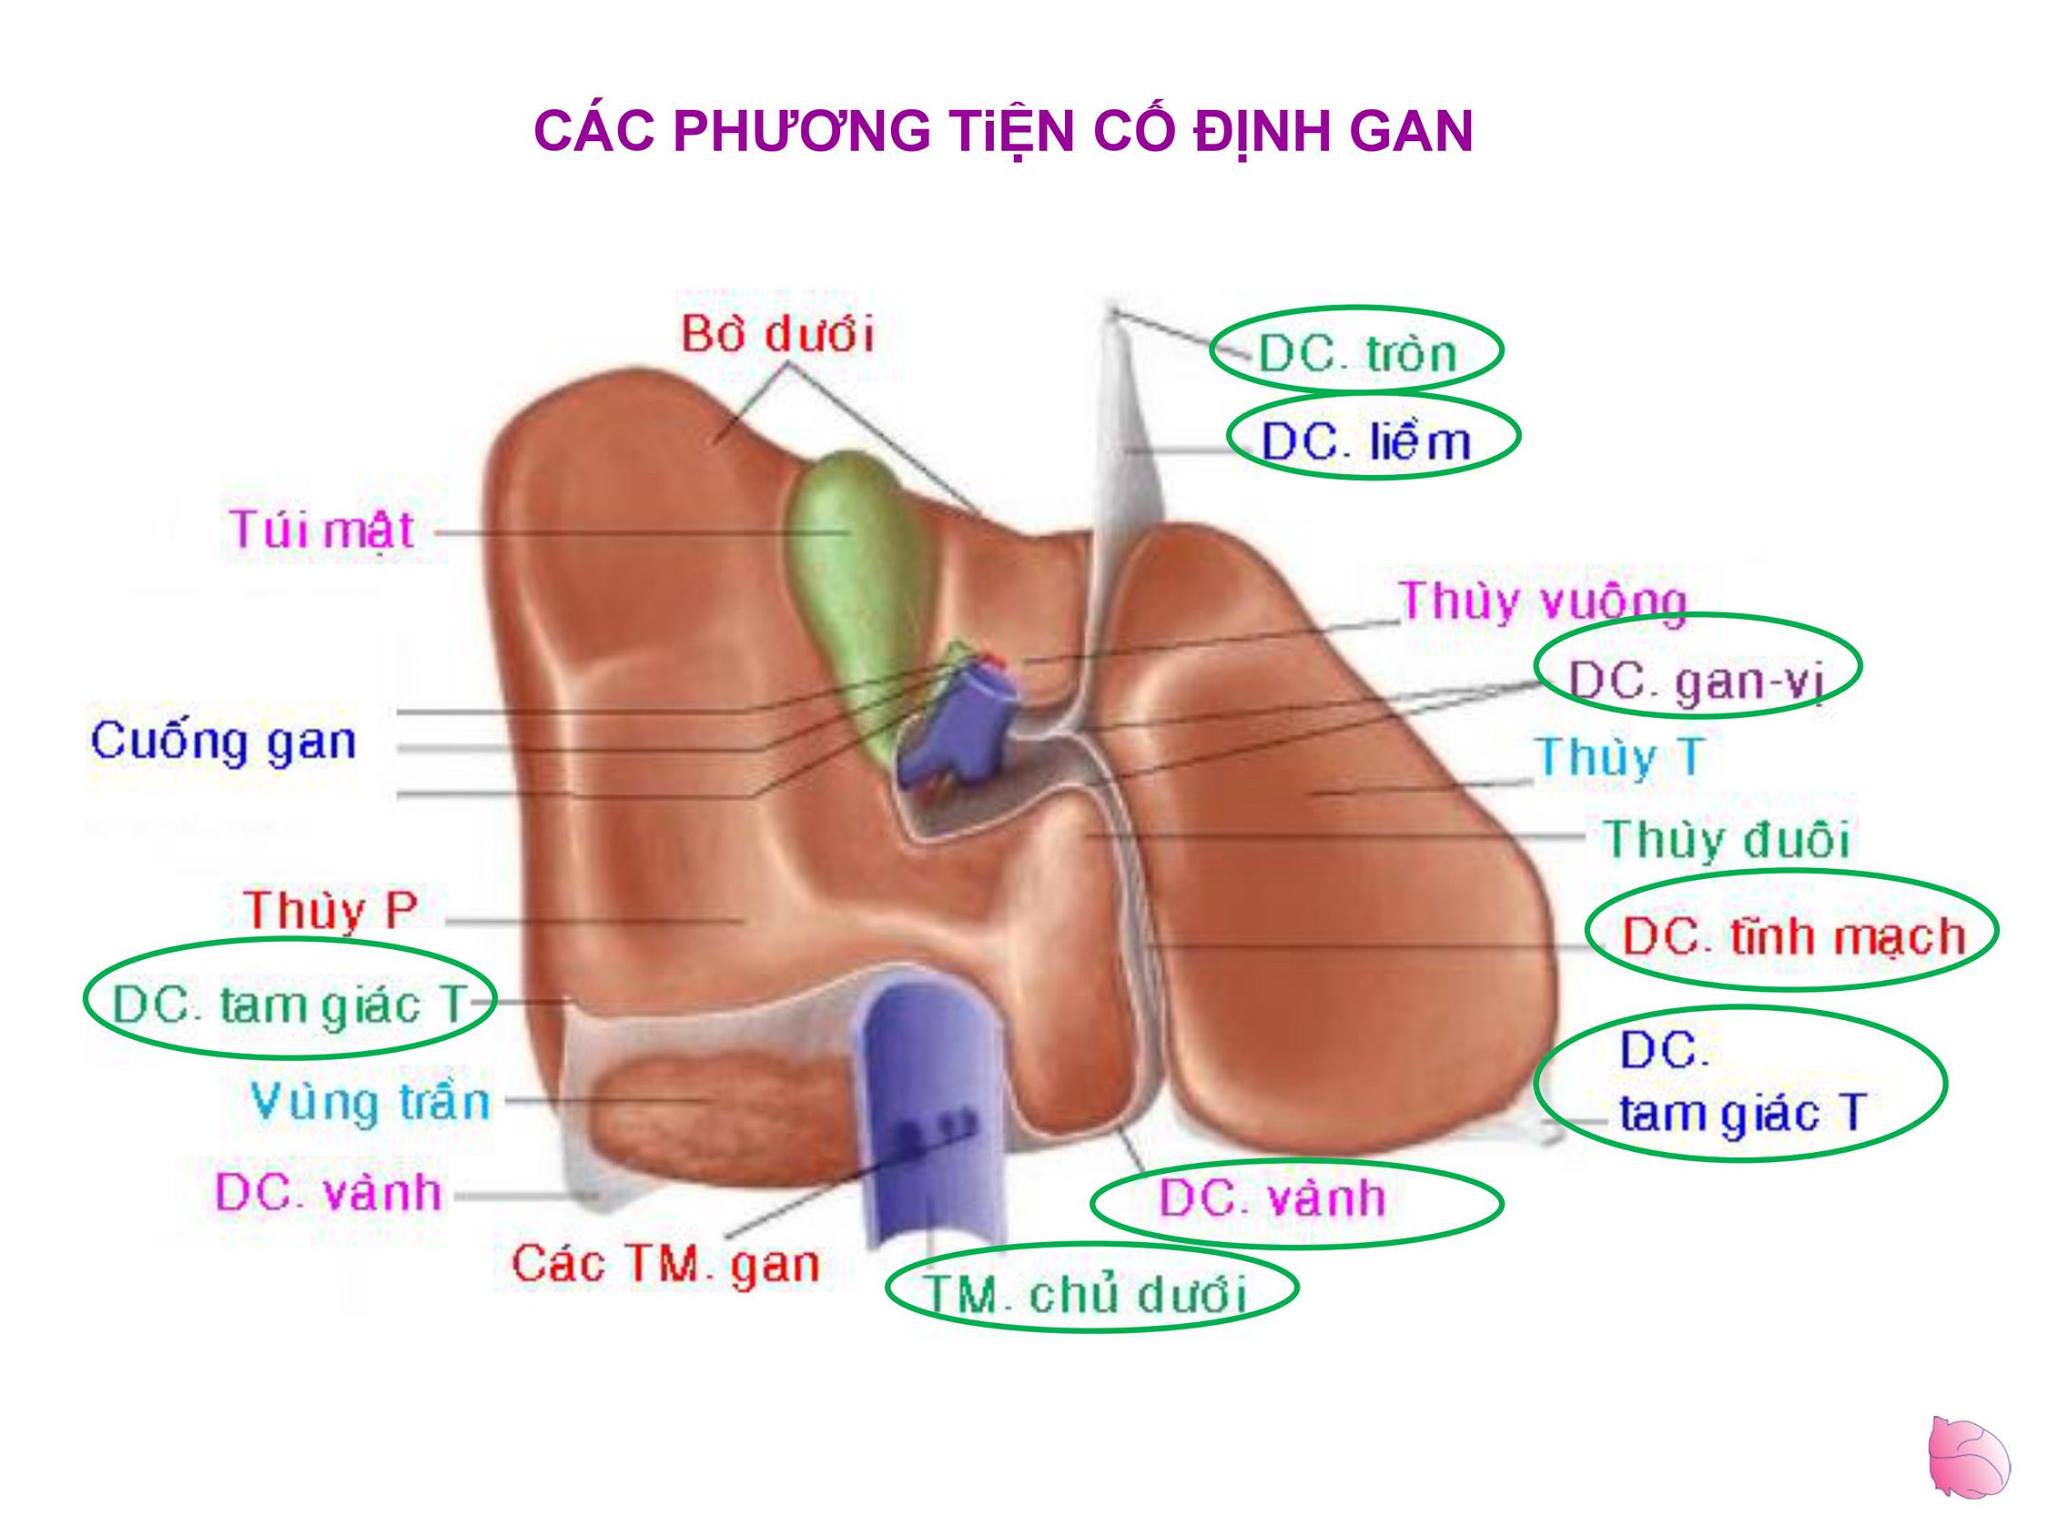 CÁC PHƯƠNG TiỆN CỐ ĐỊNH GAN
Bờ dưới
DC. tròn
DC. liềm
Túi mật
Thùy vuông
DC. gan-vị
Cuống gan
Thùy T
Thùy đuôi
Thùy P
DC. tĩnh mạch
DC. tam giác T
DC.
tam giác T
Vùng trần
DC. vành
DC. vành
Các TM. gan
TM. chủ dưới